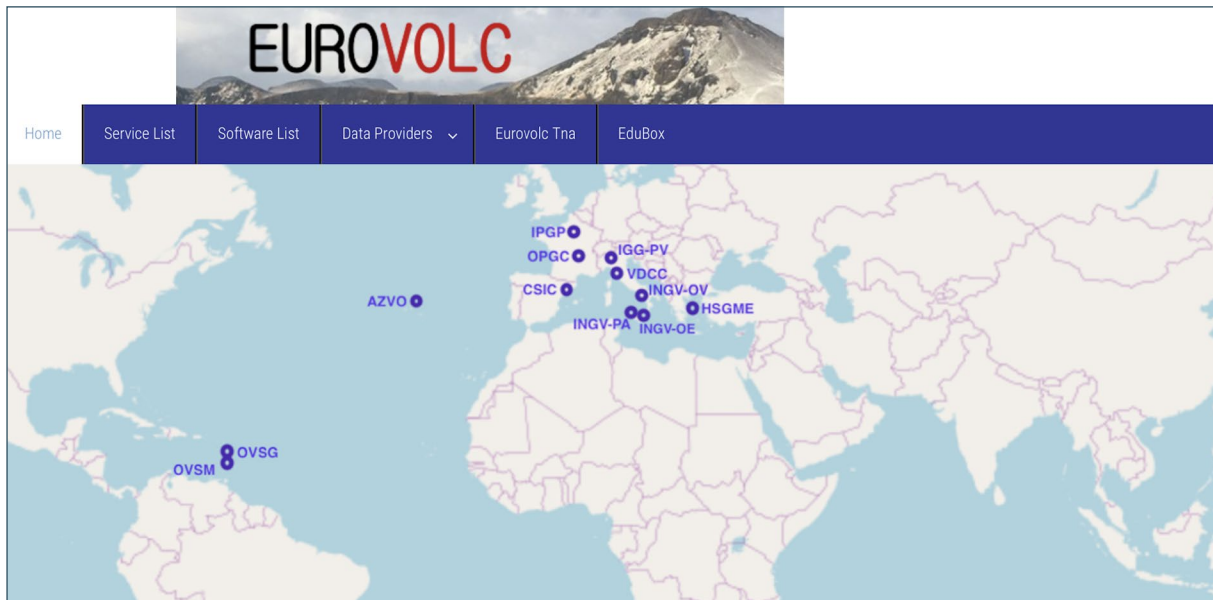 EUROVOLC
Home
Service List
Software List
Data Providers
Eurovolc Tna
EduBox
IPGP
IGG-PV
OPGC
VDCC
CSIC
INGV-OV
AZVO
HSGME
INGV-PA
INGV-OE
OVSG
OVSM